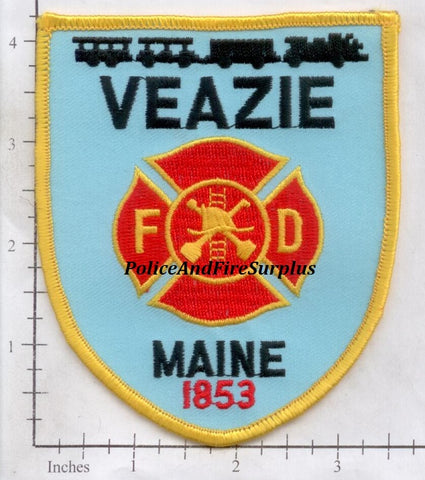 4
VEAZIE
3
F D
2
PoliceAndFireSurplus
1
MAINE
1853
Inches 1 2 3